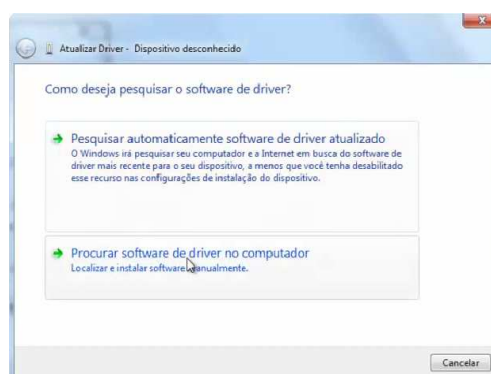 Atualizar Driver - Dispositivo desconhecido
Como deseja pesquisar o software de driver?
Pesquisar automaticamente software de driver atualizado
O Windows irá pesquisar seu computador e a Internet em busca do software de
driver mais recente para o seu dispositivo, a menos que você tenha desabilitado
esse recurso nas configurações de instalação do dispositivo.
Procurar software de driver no computador
Localizar e instalar software manualmente.
Cancelar